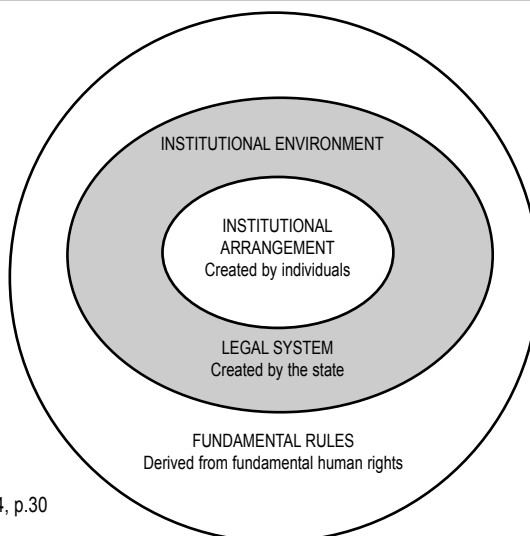 INSTITUTIONAL ENVIRONMENT
INSTITUTIONAL
ARRANGEMENT
Created by individuals
LEGAL SYSTEM
Created by the state
FUNDAMENTAL RULES
Derived from fundamental human rights
, p.30